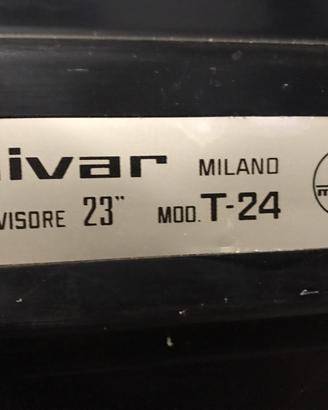 ivar MILANO
VISORE 23" MOD. T-24